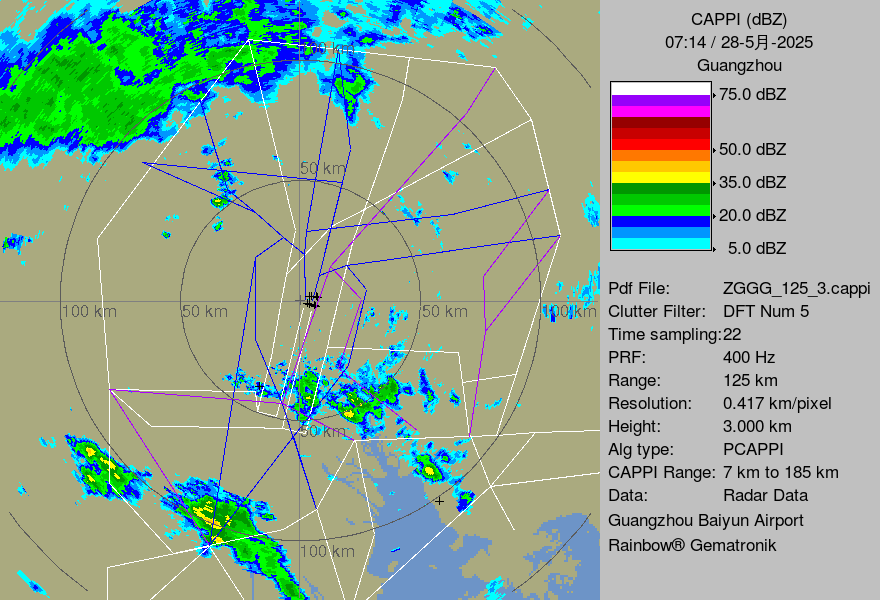 CAPPI (dBZ)
07:14 / 28-5月-2025
Guangzhou
75.0 dBZ
50.0 dBZ
35.0 dBZ
20.0 dBZ
5.0 dBZ
Pdf File: ZGGG_125_3.cappi
Clutter Filter: DFT Num 5
Time sampling:22
PRF: 400 Hz
Range: 125 km
Resolution: 0.417 km/pixel
Height: 3.000 km
Alg type: PCAPPI
CAPPI Range: 7 km to 185 km
Data: Radar Data
Guangzhou Baiyun Airport
Rainbow® Gematronik
50 km
100 km
50 km
50 km
100 km
50 km
100 km